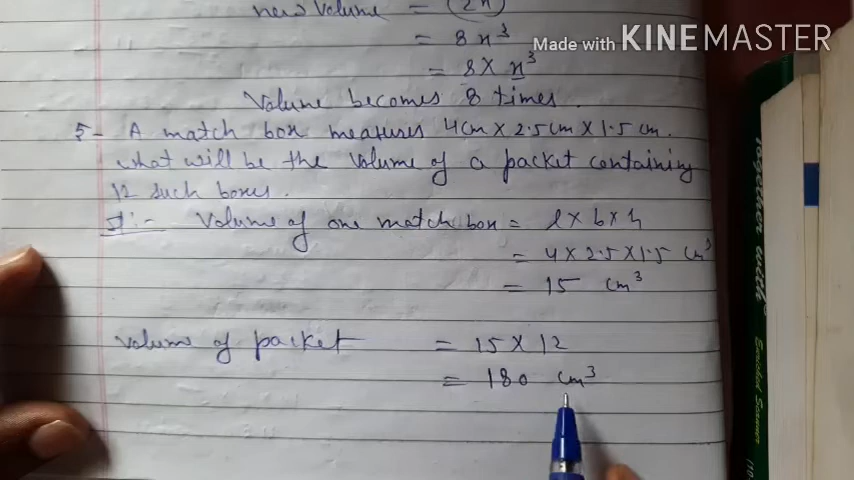 new volume = (2x)
= 8x³
Made with KINEMASTER
= 8 X x³
Volume becomes 8 times.
5- A match box measures 4cm X 2.5cm X 1.5 cm.
what will be the volume of a packet containing
12 such boxes.
Volume of one match box = l x b x h
= 4 X 2.5 X 1.5 cm³
= 15 cm³
volume of packet = 15 X 12
= 180 cm³
Together with